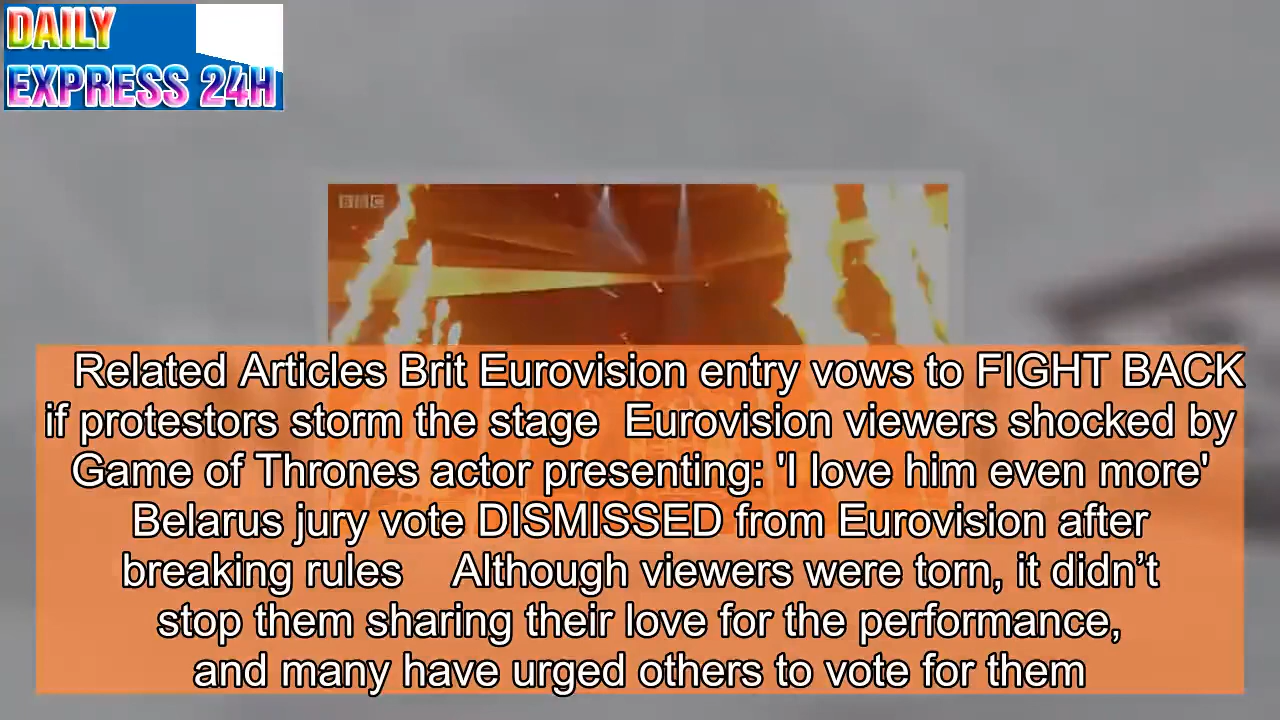 DAILY
EXPRESS 24H
BBC
Related Articles Brit Eurovision entry vows to FIGHT BACK
if protestors storm the stage  Eurovision viewers shocked by
Game of Thrones actor presenting: 'I love him even more'
Belarus jury vote DISMISSED from Eurovision after
breaking rules    Although viewers were torn, it didn’t
stop them sharing their love for the performance,
and many have urged others to vote for them